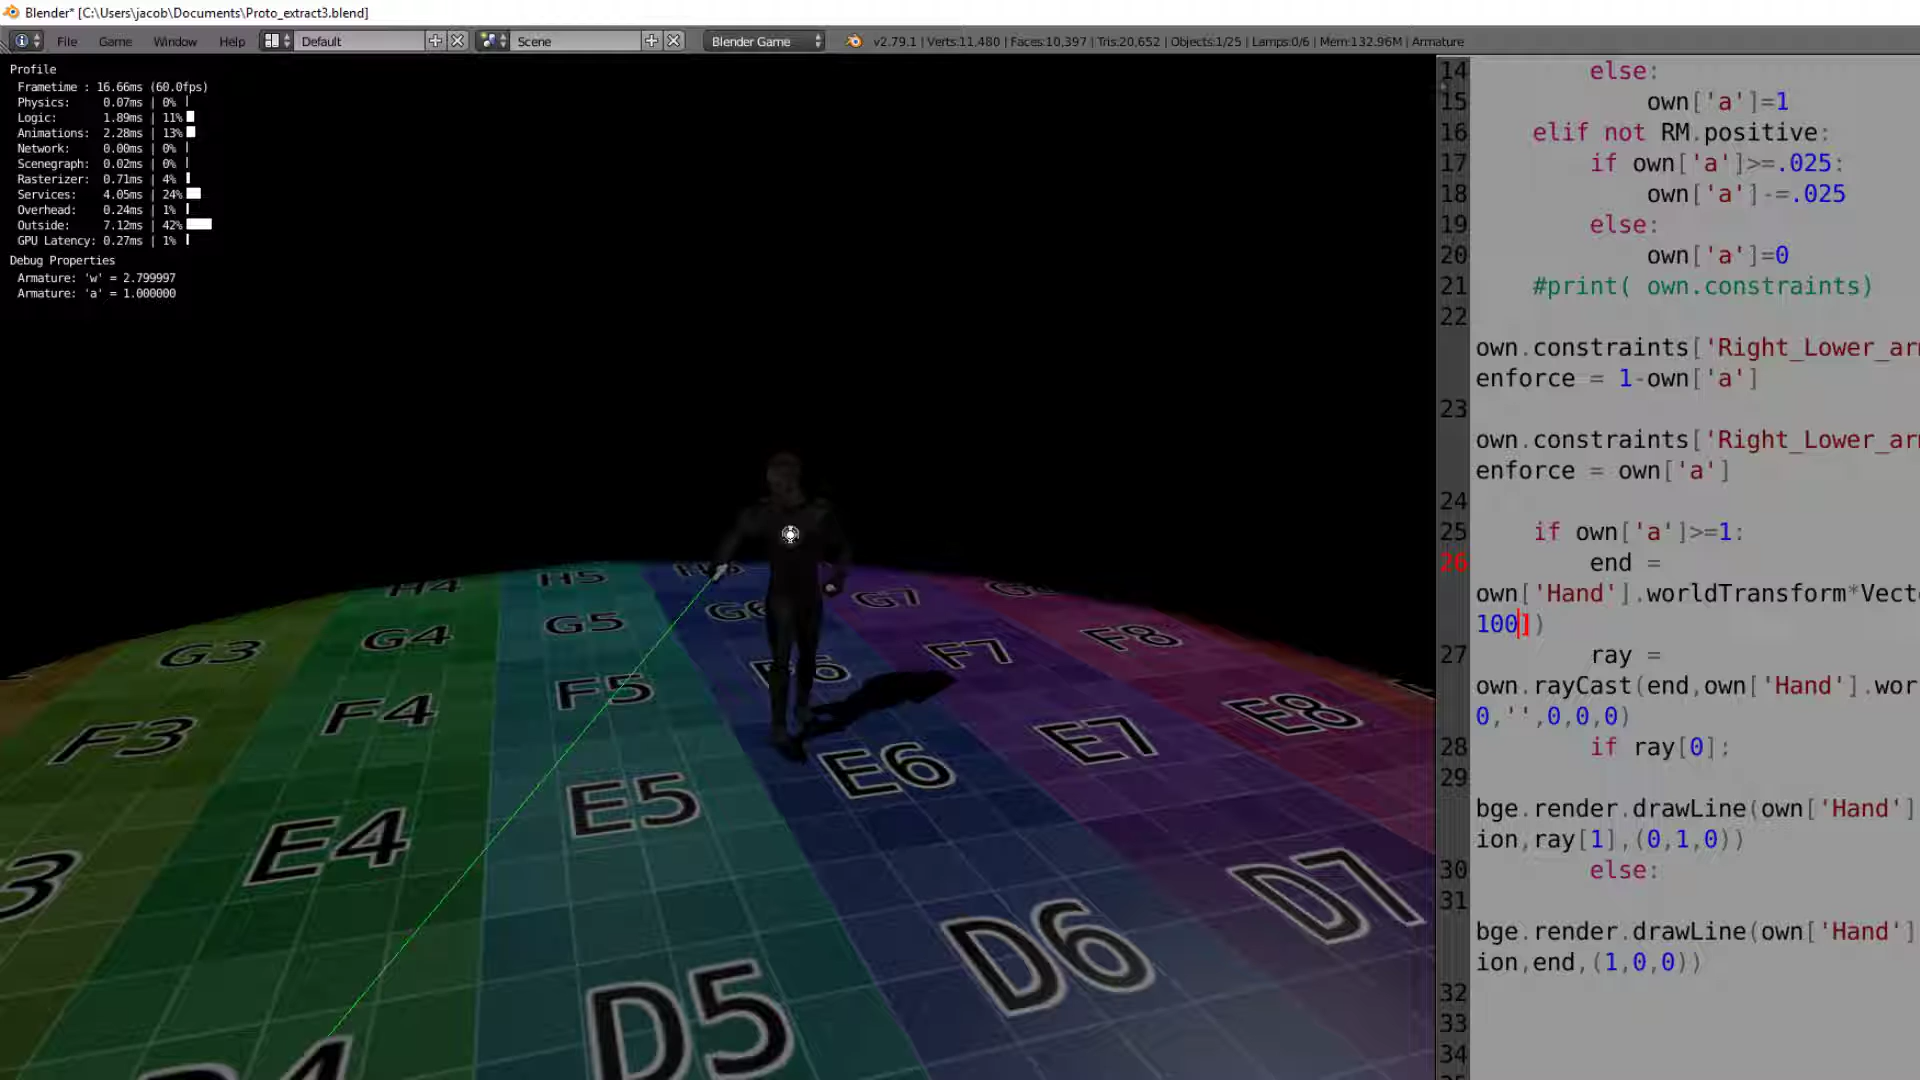 Blender* [C:\Users\jacob\Documents\Proto_extract3.blend]
File Game Window Help Default Scene Blender Game v2.79.1 | Verts:11,480 | Faces:10,397 | Tris:20,652 | Objects:1/25 | Lamps:0/6 | Mem:132.96M | Armature
Profile
Frametime : 16.66ms (60.0fps)
Physics: 0.07ms | 0%
Logic: 1.89ms | 11%
Animations: 2.28ms | 13%
Network: 0.00ms | 0%
Scenegraph: 0.02ms | 0%
Rasterizer: 0.71ms | 4%
Services: 4.05ms | 24%
Overhead: 0.24ms | 1%
Outside: 7.12ms | 42%
GPU Latency: 0.27ms | 1%
Debug Properties
Armature: 'w' = 2.799997
Armature: 'a' = 1.000000
H4 H5
G3 G4 G5 G6 G7
F3 F4 F5 F6 F7 F8
E4 E5 E6 E7 E8
D4 D5 D6 D7
14 else:
15 own['a']=1
16 elif not RM.positive:
17 if own['a']>=.025:
18 own['a']-=.025
19 else:
20 own['a']=0
21 #print( own.constraints)
22
own.constraints['Right_Lower_ar
enforce = 1-own['a']
23
own.constraints['Right_Lower_ar
enforce = own['a']
24
25 if own['a']>=1:
26 end =
own['Hand'].worldTransform*Vect
100])
27 ray =
own.rayCast(end,own['Hand'].wor
0,'',0,0,0)
28 if ray[0]:
29
bge.render.drawLine(own['Hand']
ion,ray[1],(0,1,0))
30 else:
31
bge.render.drawLine(own['Hand']
ion,end,(1,0,0))
32
33
34